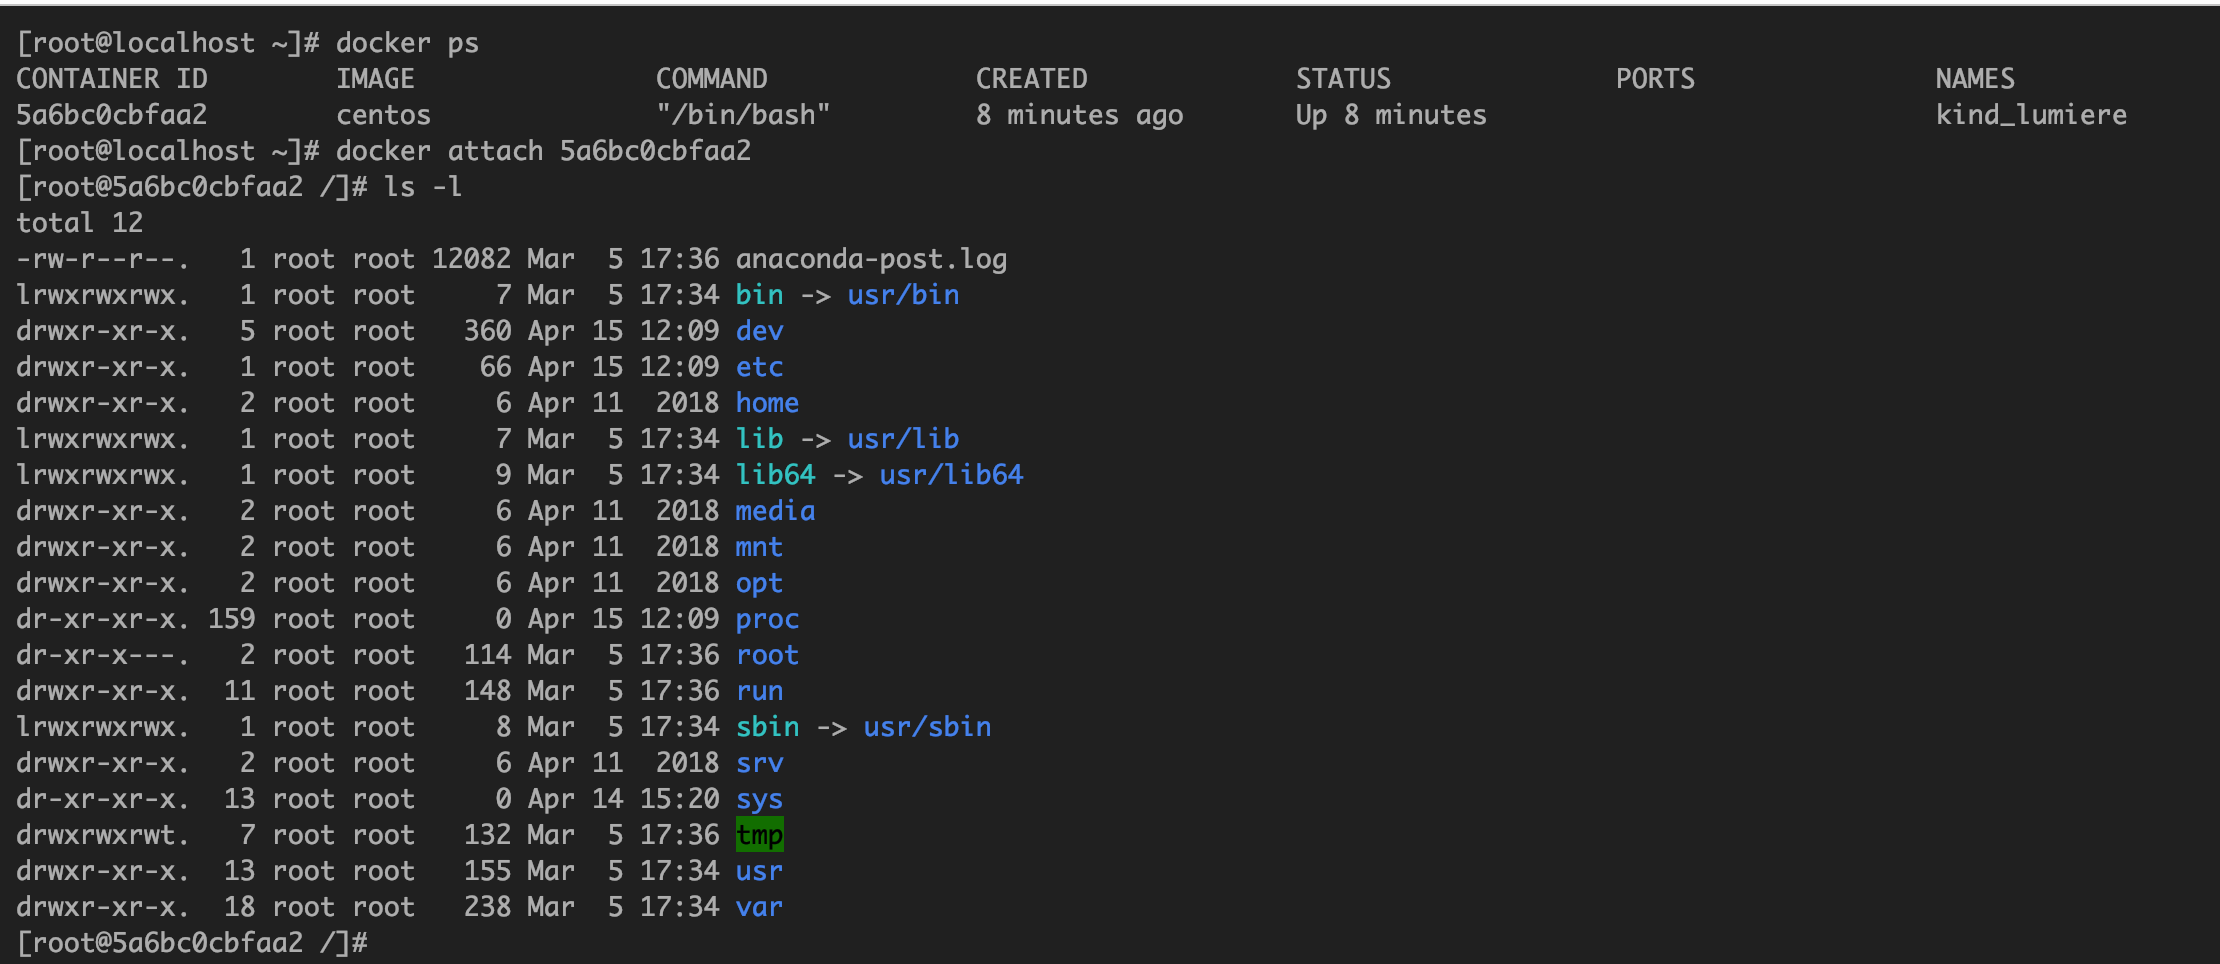 [root@localhost ~]# docker ps
CONTAINER ID        IMAGE               COMMAND             CREATED             STATUS              PORTS               NAMES
5a6bc0cbfaa2        centos              "/bin/bash"         8 minutes ago       Up 8 minutes                            kind_lumiere
[root@localhost ~]# docker attach 5a6bc0cbfaa2
[root@5a6bc0cbfaa2 /]# ls -l
total 12
-rw-r--r--.   1 root root 12082 Mar  5 17:36 anaconda-post.log
lrwxrwxrwx.   1 root root     7 Mar  5 17:34 bin -> usr/bin
drwxr-xr-x.   5 root root   360 Apr 15 12:09 dev
drwxr-xr-x.   1 root root    66 Apr 15 12:09 etc
drwxr-xr-x.   2 root root     6 Apr 11  2018 home
lrwxrwxrwx.   1 root root     7 Mar  5 17:34 lib -> usr/lib
lrwxrwxrwx.   1 root root     9 Mar  5 17:34 lib64 -> usr/lib64
drwxr-xr-x.   2 root root     6 Apr 11  2018 media
drwxr-xr-x.   2 root root     6 Apr 11  2018 mnt
drwxr-xr-x.   2 root root     6 Apr 11  2018 opt
dr-xr-xr-x. 159 root root     0 Apr 15 12:09 proc
dr-xr-x---.   2 root root   114 Mar  5 17:36 root
drwxr-xr-x.  11 root root   148 Mar  5 17:36 run
lrwxrwxrwx.   1 root root     8 Mar  5 17:34 sbin -> usr/sbin
drwxr-xr-x.   2 root root     6 Apr 11  2018 srv
dr-xr-xr-x.  13 root root     0 Apr 14 15:20 sys
drwxrwxrwt.   7 root root   132 Mar  5 17:36 tmp
drwxr-xr-x.  13 root root   155 Mar  5 17:34 usr
drwxr-xr-x.  18 root root   238 Mar  5 17:34 var
[root@5a6bc0cbfaa2 /]#